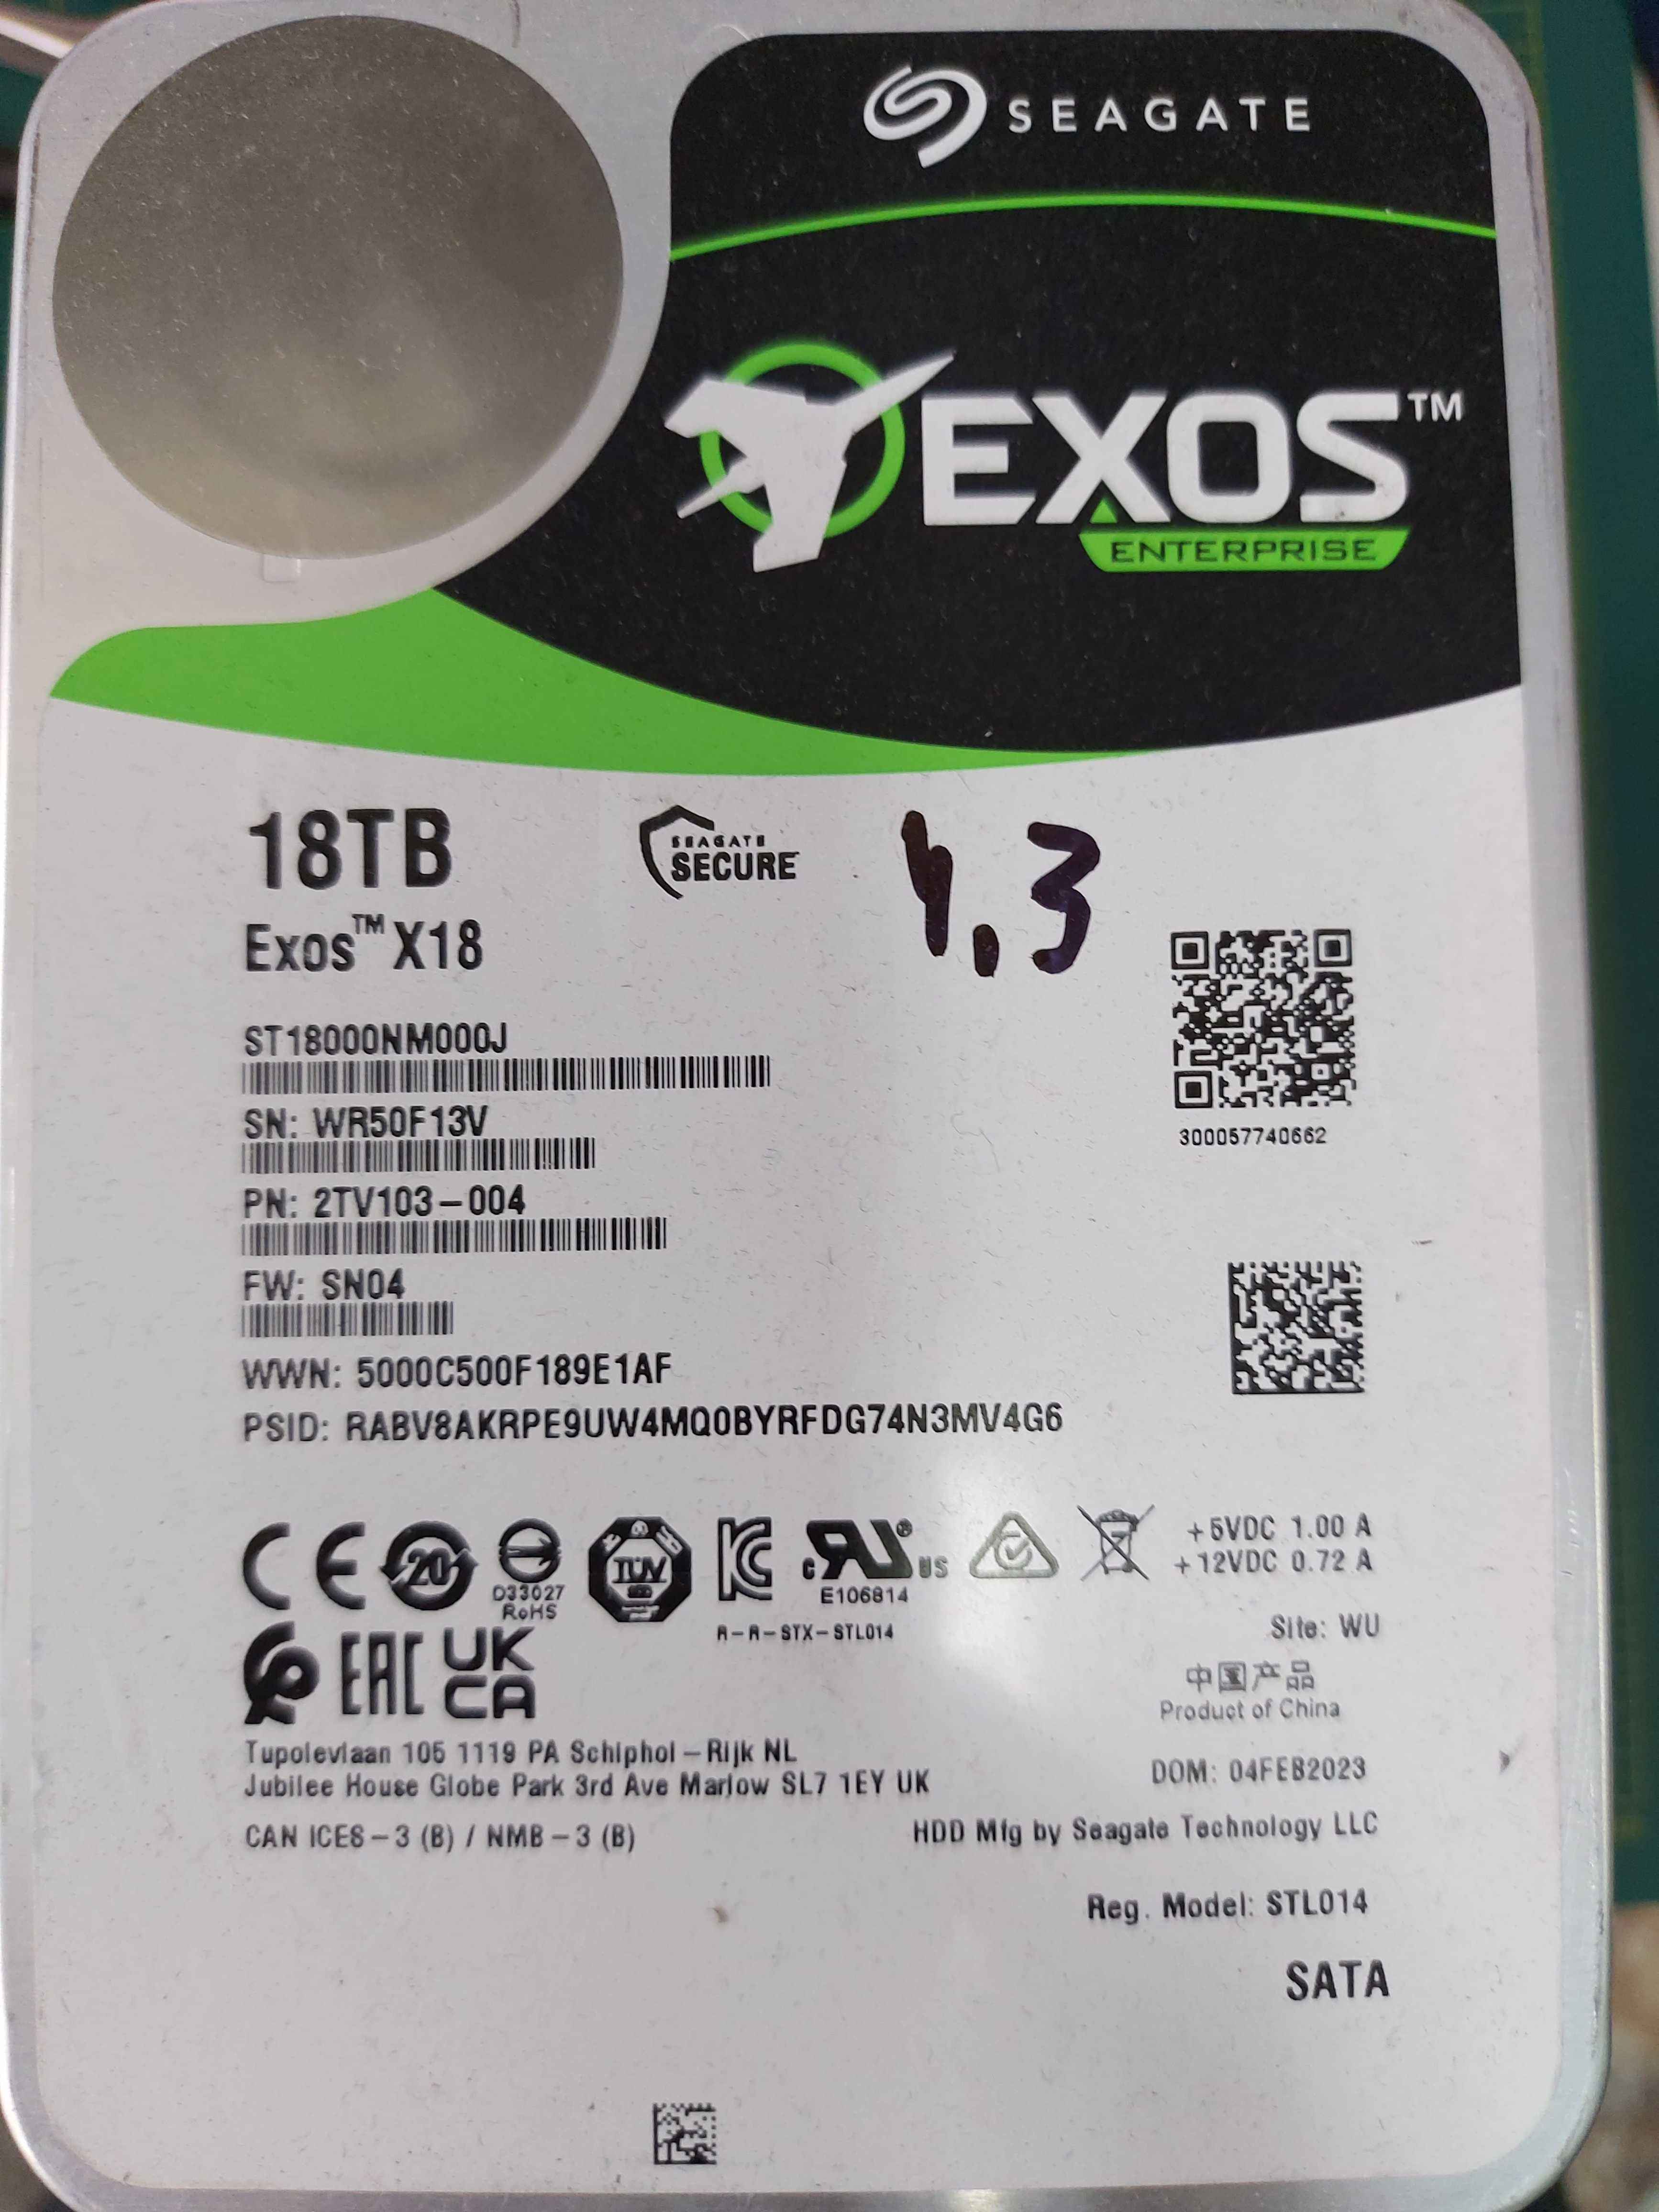 SEAGATE
EXOS™
ENTERPRISE
18TB
SEAGATE
SECURE
Exos™ X18
ST18000NM000J
SN: WR50F13V
300057740662
PN: 2TV103-004
FW: SN04
WWN: 5000C500F189E1AF
PSID: RABV8AKRPE9UW4MQ0BYRFDG74N3MV4G6
CE
20
D33027
RoHS
TÜV
c RU® US
E106814
R-R-STX-STL014
+5VDC 1.00 A
+12VDC 0.72 A
Site: WU
EAC
UK
CA
中国产品
Product of China
Tupolevlaan 105 1119 PA Schiphol-Rijk NL
Jubilee House Globe Park 3rd Ave Marlow SL7 1EY UK
DOM: 04FEB2023
CAN ICES-3 (B) / NMB-3 (B)
HDD Mfg by Seagate Technology LLC
Reg. Model: STL014
SATA